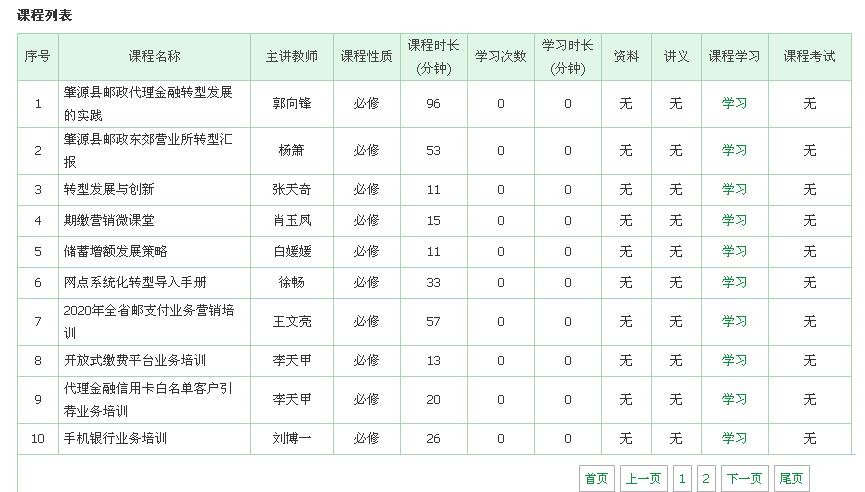 课程列表
序号 课程名称 主讲教师 课程性质 课程时长(分钟) 学习次数 学习时长(分钟) 资料 讲义 课程学习 课程考试
1 肇源县邮政代理金融转型发展的实践 郭向锋 必修 96 0 0 无 无 学习 无
2 肇源县邮政东郊营业所转型汇报 杨箫 必修 53 0 0 无 无 学习 无
3 转型发展与创新 张天奇 必修 11 0 0 无 无 学习 无
4 期缴营销微课堂 肖玉凤 必修 15 0 0 无 无 学习 无
5 储蓄增额发展策略 白媛媛 必修 11 0 0 无 无 学习 无
6 网点系统化转型导入手册 徐畅 必修 33 0 0 无 无 学习 无
7 2020年全省邮支付业务营销培训 王文亮 必修 57 0 0 无 无 学习 无
8 开放式缴费平台业务培训 李天甲 必修 13 0 0 无 无 学习 无
9 代理金融信用卡白名单客户引荐业务培训 李天甲 必修 20 0 0 无 无 学习 无
10 手机银行业务培训 刘博一 必修 26 0 0 无 无 学习 无
首页 上一页 1 2 下一页 尾页